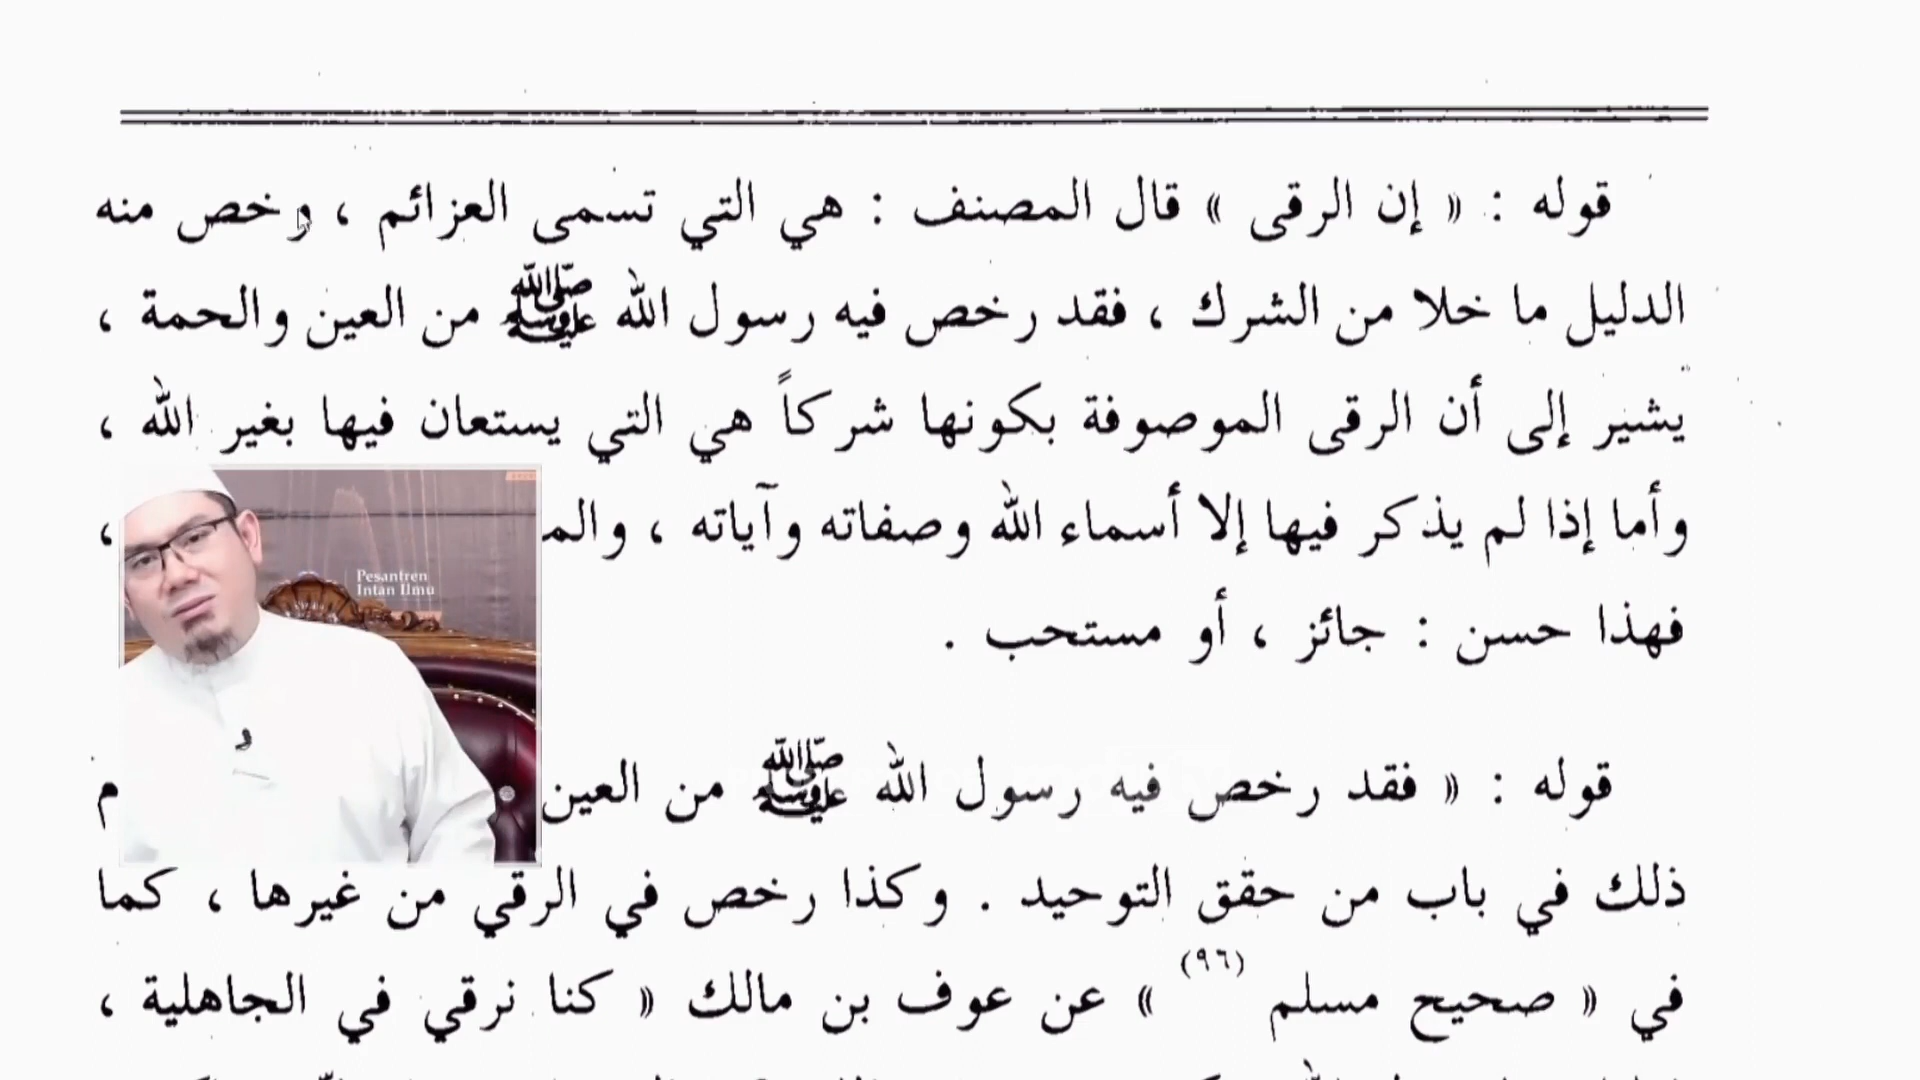 قوله : « إن الرقى » قال المصنف : هي التي تسمى العزائم ، وخص منه
الدليل ما خلا من الشرك ، فقد رخص فيه رسول الله ﷺ من العين والحمة ،
يشير إلى أن الرقى الموصوفة بكونها شركاً هي التي يستعان فيها بغير الله ،
وأما إذا لم يذكر فيها إلا أسماء الله وصفاته وآياته ،
فهذا حسن : جائز ، أو مستحب .
قوله : « فقد رخص فيه رسول الله ﷺ من العين
ذلك في باب من حقق التوحيد . وكذا رخص في الرقي من غيرها ، كما
في « صحيح مسلم (٩٦) » عن عوف بن مالك « كنا نرقي في الجاهلية ،
Pesantren
Intan Ilmu